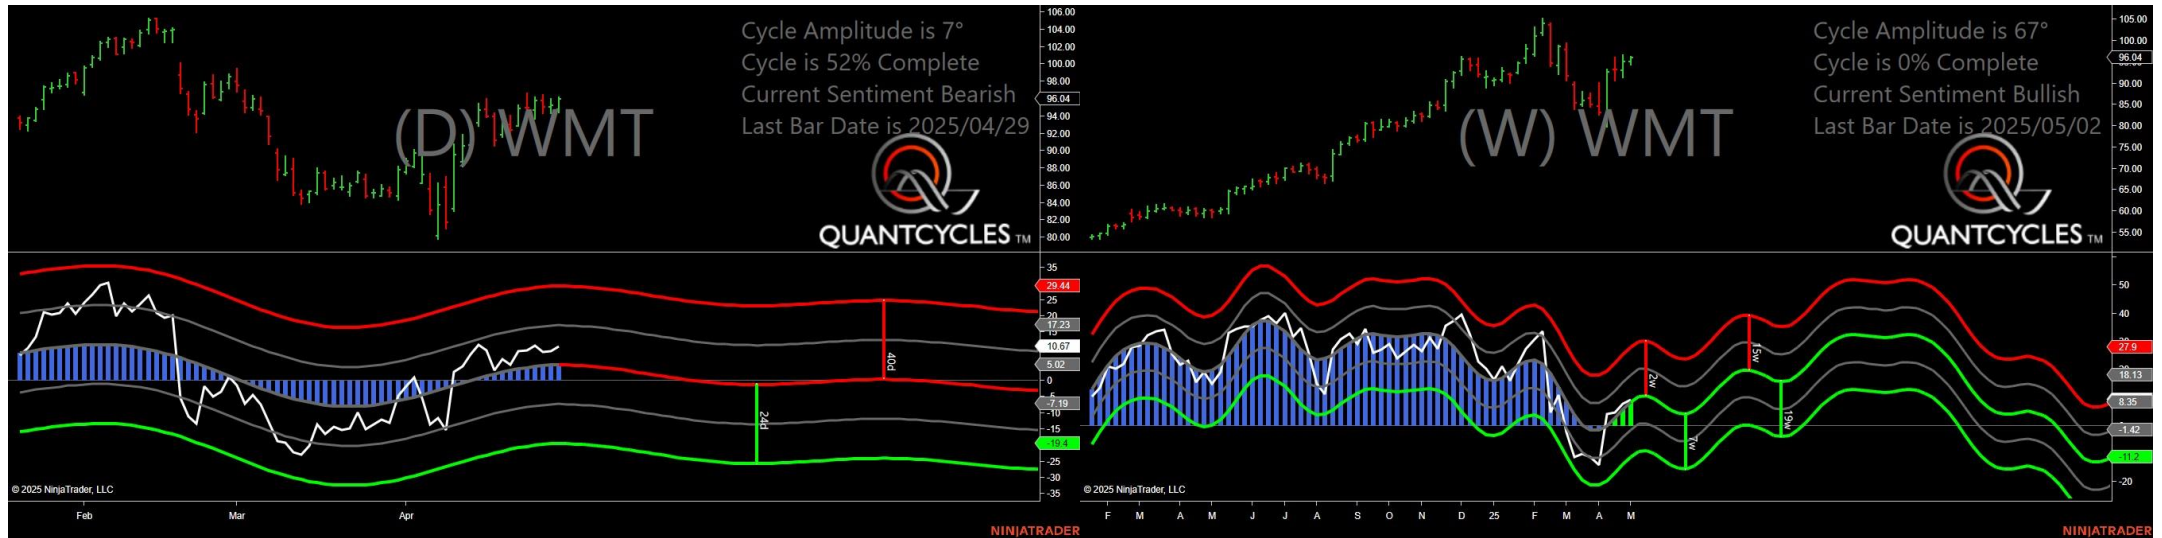 Cycle Amplitude is 7°
Cycle is 52% Complete
Current Sentiment Bearish
Last Bar Date is 2025/04/29
(D) WMT
QUANTCYCLES TM
106.00
104.00
102.00
100.00
98.00
96.04
94.00
92.00
90.00
88.00
86.00
84.00
82.00
80.00
35
29.44
25
20
17.23
15
10.67
5.02
0
-5
-7.19
-10
-15
-19.4
-25
-30
-35
40d
24d
© 2025 NinjaTrader, LLC
Feb Mar Apr
NINJATRADER
Cycle Amplitude is 67°
Cycle is 0% Complete
Current Sentiment Bullish
Last Bar Date is 2025/05/02
(W) WMT
QUANTCYCLES TM
105.00
100.00
96.04
90.00
85.00
80.00
75.00
70.00
65.00
60.00
55.00
50
40
27.9
18.13
8.35
-1.42
-11.2
-20
2w
7w
15w
19w
© 2025 NinjaTrader, LLC
F M A M J J A S O N D 25 F M A M
NINJATRADER